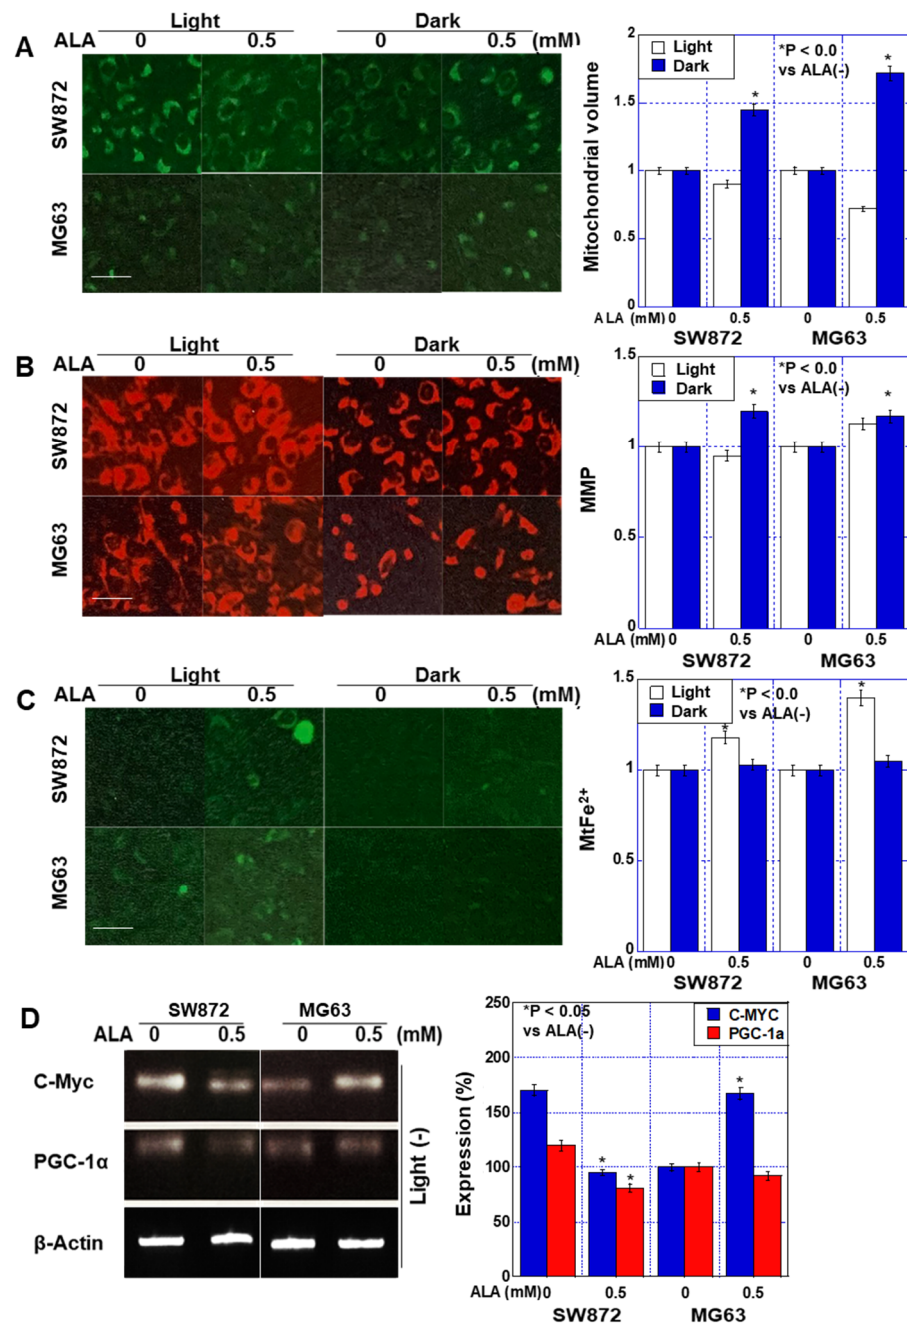 A
Light
Dark
ALA 0 0.5 0 0.5 (mM)
SW872
MG63
Mitochondrial volume
2
1.5
1
0.5
0
Light
Dark
*P < 0.0
vs ALA(-)
*
*
ALA (mM) 0 0.5 0 0.5
SW872 MG63
B
Light
Dark
ALA 0 0.5 0 0.5 (mM)
SW872
MG63
MMP
1.5
1
0.5
0
Light
Dark
*P < 0.0
vs ALA(-)
*
*
ALA (mM) 0 0.5 0 0.5
SW872 MG63
C
Light
Dark
ALA 0 0.5 0 0.5 (mM)
SW872
MG63
MtFe²⁺
1.5
1
0.5
0
Light
Dark
*P < 0.0
vs ALA(-)
*
*
ALA (mM) 0 0.5 0 0.5
SW872 MG63
D
SW872 MG63
ALA 0 0.5 0 0.5 (mM)
C-Myc
PGC-1α
β-Actin
Light (-)
Expression (%)
250
200
150
100
50
0
*P < 0.05
vs ALA(-)
C-MYC
PGC-1a
*
*
*
ALA (mM) 0 0.5 0 0.5
SW872 MG63